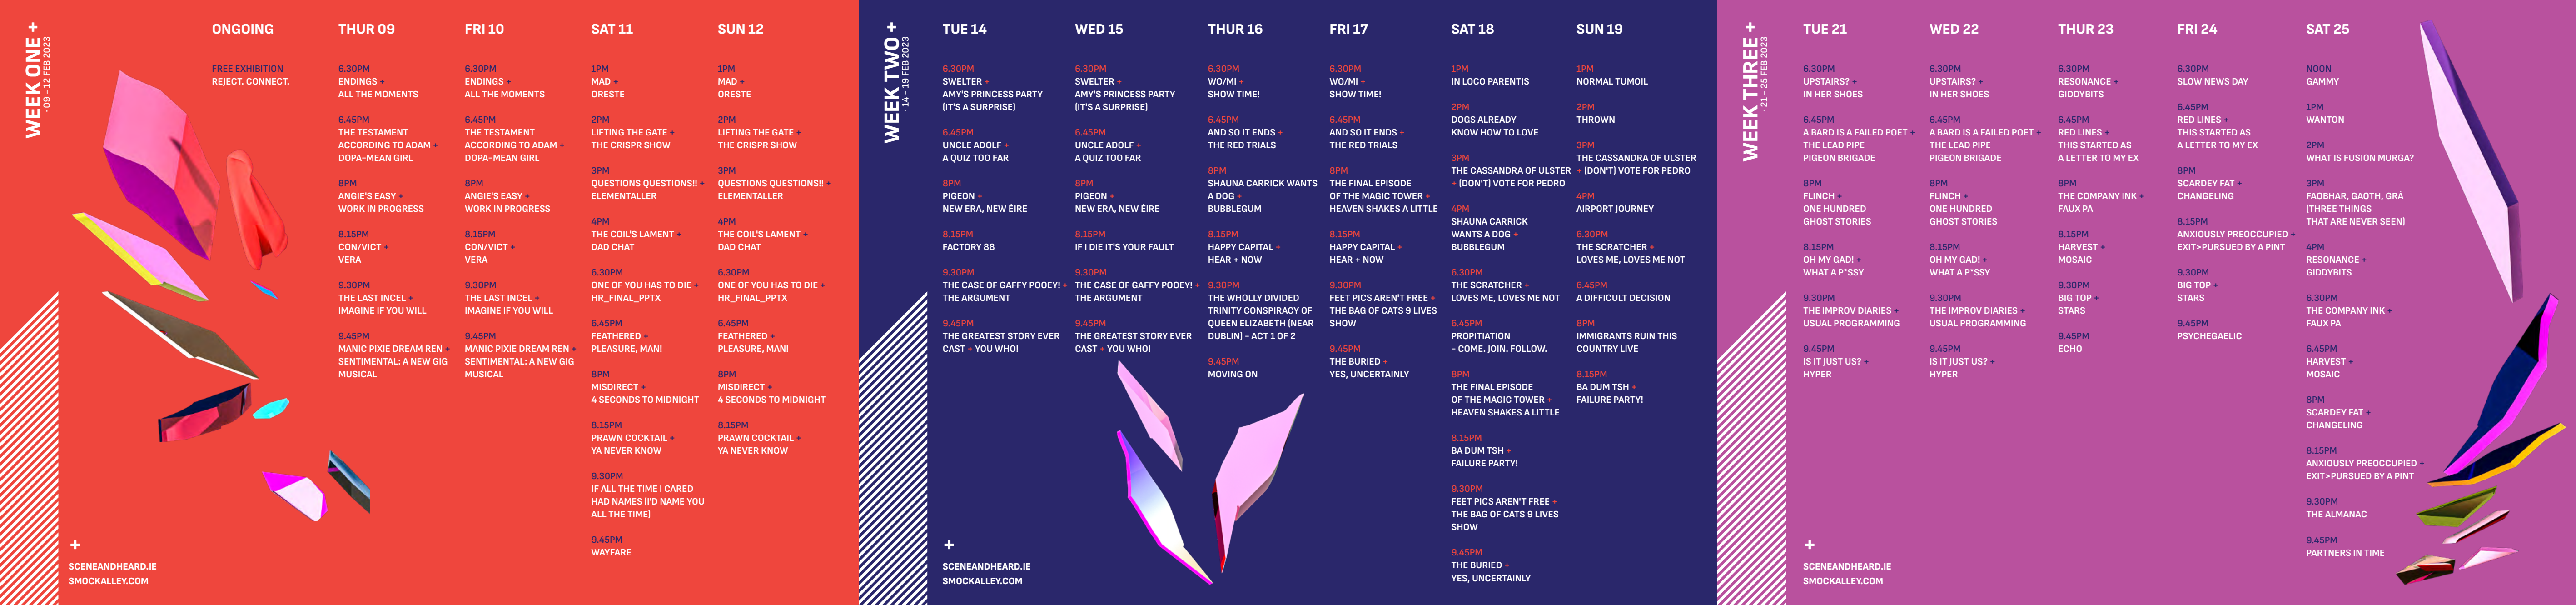 WEEK ONE +
· 09 - 12 FEB 2023
ONGOING
FREE EXHIBITION
REJECT. CONNECT.
THUR 09
6.30PM
ENDINGS +
ALL THE MOMENTS
6.45PM
THE TESTAMENT
ACCORDING TO ADAM +
DOPA-MEAN GIRL
8PM
ANGIE'S EASY +
WORK IN PROGRESS
8.15PM
CON/VICT +
VERA
9.30PM
THE LAST INCEL +
IMAGINE IF YOU WILL
9.45PM
MANIC PIXIE DREAM REN +
SENTIMENTAL: A NEW GIG
MUSICAL
FRI 10
6.30PM
ENDINGS +
ALL THE MOMENTS
6.45PM
THE TESTAMENT
ACCORDING TO ADAM +
DOPA-MEAN GIRL
8PM
ANGIE'S EASY +
WORK IN PROGRESS
8.15PM
CON/VICT +
VERA
9.30PM
THE LAST INCEL +
IMAGINE IF YOU WILL
9.45PM
MANIC PIXIE DREAM REN +
SENTIMENTAL: A NEW GIG
MUSICAL
SAT 11
1PM
MAD +
ORESTE
2PM
LIFTING THE GATE +
THE CRISPR SHOW
3PM
QUESTIONS QUESTIONS!! +
ELEMENTALLER
4PM
THE COIL'S LAMENT +
DAD CHAT
6.30PM
ONE OF YOU HAS TO DIE +
HR_FINAL_PPTX
6.45PM
FEATHERED +
PLEASURE, MAN!
8PM
MISDIRECT +
4 SECONDS TO MIDNIGHT
8.15PM
PRAWN COCKTAIL +
YA NEVER KNOW
9.30PM
IF ALL THE TIME I CARED
HAD NAMES (I'D NAME YOU
ALL THE TIME)
9.45PM
WAYFARE
SUN 12
1PM
MAD +
ORESTE
2PM
LIFTING THE GATE +
THE CRISPR SHOW
3PM
QUESTIONS QUESTIONS!! +
ELEMENTALLER
4PM
THE COIL'S LAMENT +
DAD CHAT
6.30PM
ONE OF YOU HAS TO DIE +
HR_FINAL_PPTX
6.45PM
FEATHERED +
PLEASURE, MAN!
8PM
MISDIRECT +
4 SECONDS TO MIDNIGHT
8.15PM
PRAWN COCKTAIL +
YA NEVER KNOW
+
SCENEANDHEARD.IE
SMOCKALLEY.COM
WEEK TWO +
· 14 - 19 FEB 2023
TUE 14
6.30PM
SWELTER +
AMY'S PRINCESS PARTY
(IT'S A SURPRISE)
6.45PM
UNCLE ADOLF +
A QUIZ TOO FAR
8PM
PIGEON +
NEW ERA, NEW ÉIRE
8.15PM
FACTORY 88
9.30PM
THE CASE OF GAFFY POOEY! +
THE ARGUMENT
9.45PM
THE GREATEST STORY EVER
CAST + YOU WHO!
WED 15
6.30PM
SWELTER +
AMY'S PRINCESS PARTY
(IT'S A SURPRISE)
6.45PM
UNCLE ADOLF +
A QUIZ TOO FAR
8PM
PIGEON +
NEW ERA, NEW ÉIRE
8.15PM
IF I DIE IT'S YOUR FAULT
9.30PM
THE CASE OF GAFFY POOEY! +
THE ARGUMENT
9.45PM
THE GREATEST STORY EVER
CAST + YOU WHO!
THUR 16
6.30PM
WO/MI +
SHOW TIME!
6.45PM
AND SO IT ENDS +
THE RED TRIALS
8PM
SHAUNA CARRICK WANTS
A DOG +
BUBBLEGUM
8.15PM
HAPPY CAPITAL +
HEAR + NOW
9.30PM
THE WHOLLY DIVIDED
TRINITY CONSPIRACY OF
QUEEN ELIZABETH (NEAR
DUBLIN) - ACT 1 OF 2
9.45PM
MOVING ON
FRI 17
6.30PM
WO/MI +
SHOW TIME!
6.45PM
AND SO IT ENDS +
THE RED TRIALS
8PM
THE FINAL EPISODE
OF THE MAGIC TOWER +
HEAVEN SHAKES A LITTLE
8.15PM
HAPPY CAPITAL +
HEAR + NOW
9.30PM
FEET PICS AREN'T FREE +
THE BAG OF CATS 9 LIVES
SHOW
9.45PM
THE BURIED +
YES, UNCERTAINLY
SAT 18
1PM
IN LOCO PARENTIS
2PM
DOGS ALREADY
KNOW HOW TO LOVE
3PM
THE CASSANDRA OF ULSTER
+ (DON'T) VOTE FOR PEDRO
4PM
SHAUNA CARRICK
WANTS A DOG +
BUBBLEGUM
6.30PM
THE SCRATCHER +
LOVES ME, LOVES ME NOT
6.45PM
PROPITIATION
- COME. JOIN. FOLLOW.
8PM
THE FINAL EPISODE
OF THE MAGIC TOWER +
HEAVEN SHAKES A LITTLE
8.15PM
BA DUM TSH +
FAILURE PARTY!
9.30PM
FEET PICS AREN'T FREE +
THE BAG OF CATS 9 LIVES
SHOW
9.45PM
THE BURIED +
YES, UNCERTAINLY
SUN 19
1PM
NORMAL TUMOIL
2PM
THROWN
3PM
THE CASSANDRA OF ULSTER
+ (DON'T) VOTE FOR PEDRO
4PM
AIRPORT JOURNEY
6.30PM
THE SCRATCHER +
LOVES ME, LOVES ME NOT
6.45PM
A DIFFICULT DECISION
8PM
IMMIGRANTS RUIN THIS
COUNTRY LIVE
8.15PM
BA DUM TSH +
FAILURE PARTY!
+
SCENEANDHEARD.IE
SMOCKALLEY.COM
WEEK THREE +
· 21 - 25 FEB 2023
TUE 21
6.30PM
UPSTAIRS? +
IN HER SHOES
6.45PM
A BARD IS A FAILED POET +
THE LEAD PIPE
PIGEON BRIGADE
8PM
FLINCH +
ONE HUNDRED
GHOST STORIES
8.15PM
OH MY GAD! +
WHAT A P*SSY
9.30PM
THE IMPROV DIARIES +
USUAL PROGRAMMING
9.45PM
IS IT JUST US? +
HYPER
WED 22
6.30PM
UPSTAIRS? +
IN HER SHOES
6.45PM
A BARD IS A FAILED POET +
THE LEAD PIPE
PIGEON BRIGADE
8PM
FLINCH +
ONE HUNDRED
GHOST STORIES
8.15PM
OH MY GAD! +
WHAT A P*SSY
9.30PM
THE IMPROV DIARIES +
USUAL PROGRAMMING
9.45PM
IS IT JUST US? +
HYPER
THUR 23
6.30PM
RESONANCE +
GIDDYBITS
6.45PM
RED LINES +
THIS STARTED AS
A LETTER TO MY EX
8PM
THE COMPANY INK +
FAUX PA
8.15PM
HARVEST +
MOSAIC
9.30PM
BIG TOP +
STARS
9.45PM
ECHO
FRI 24
6.30PM
SLOW NEWS DAY
6.45PM
RED LINES +
THIS STARTED AS
A LETTER TO MY EX
8PM
SCARDEY FAT +
CHANGELING
8.15PM
ANXIOUSLY PREOCCUPIED +
EXIT>PURSUED BY A PINT
9.30PM
BIG TOP +
STARS
9.45PM
PSYCHEGAELIC
SAT 25
NOON
GAMMY
1PM
WANTON
2PM
WHAT IS FUSION MURGA?
3PM
FAOBHAR, GAOTH, GRÁ
(THREE THINGS
THAT ARE NEVER SEEN)
4PM
RESONANCE +
GIDDYBITS
6.30PM
THE COMPANY INK +
FAUX PA
6.45PM
HARVEST +
MOSAIC
8PM
SCARDEY FAT +
CHANGELING
8.15PM
ANXIOUSLY PREOCCUPIED +
EXIT>PURSUED BY A PINT
9.30PM
THE ALMANAC
9.45PM
PARTNERS IN TIME
+
SCENEANDHEARD.IE
SMOCKALLEY.COM